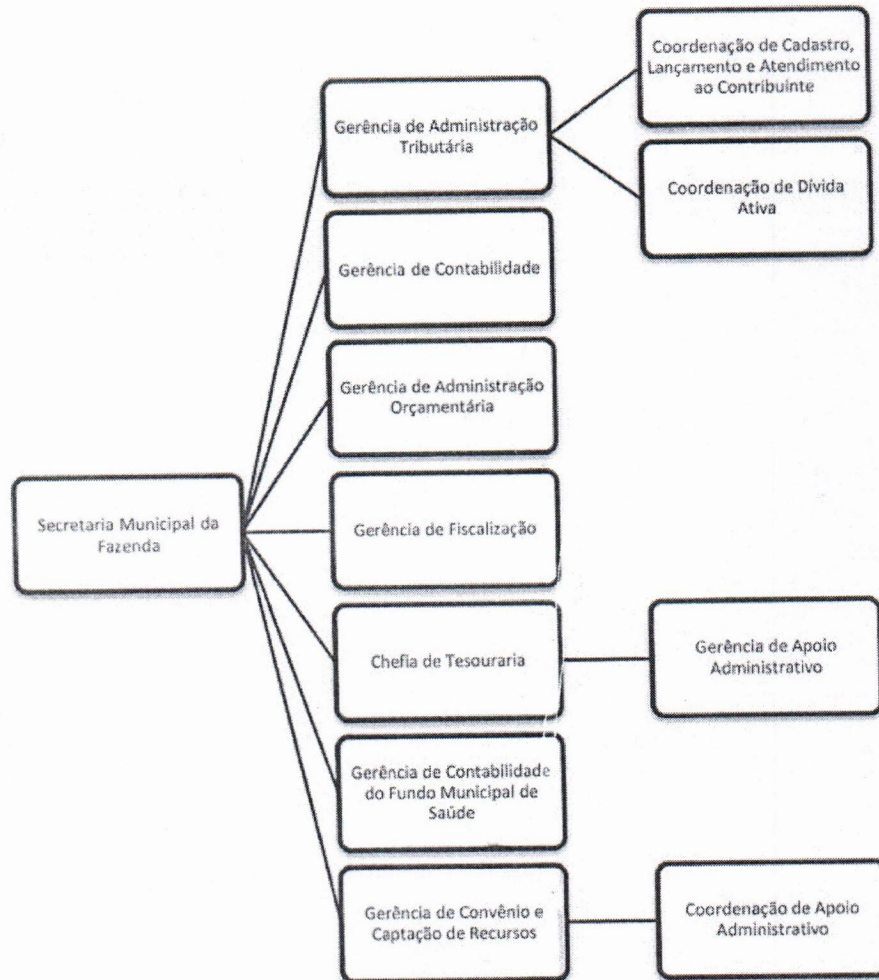 Coordenação de Cadastro,
Lançamento e Atendimento
ao Contribuinte
Gerência de Administração
Tributária
Coordenação de Dívida
Ativa
Gerência de Contabilidade
Gerência de Administração
Orçamentária
Secretaria Municipal da
Fazenda
Gerência de Fiscalização
Chefia de Tesouraria
Gerência de Apoio
Administrativo
Gerência de Contabilidade
do Fundo Municipal de
Saúde
Gerência de Convênio e
Captação de Recursos
Coordenação de Apoio
Administrativo